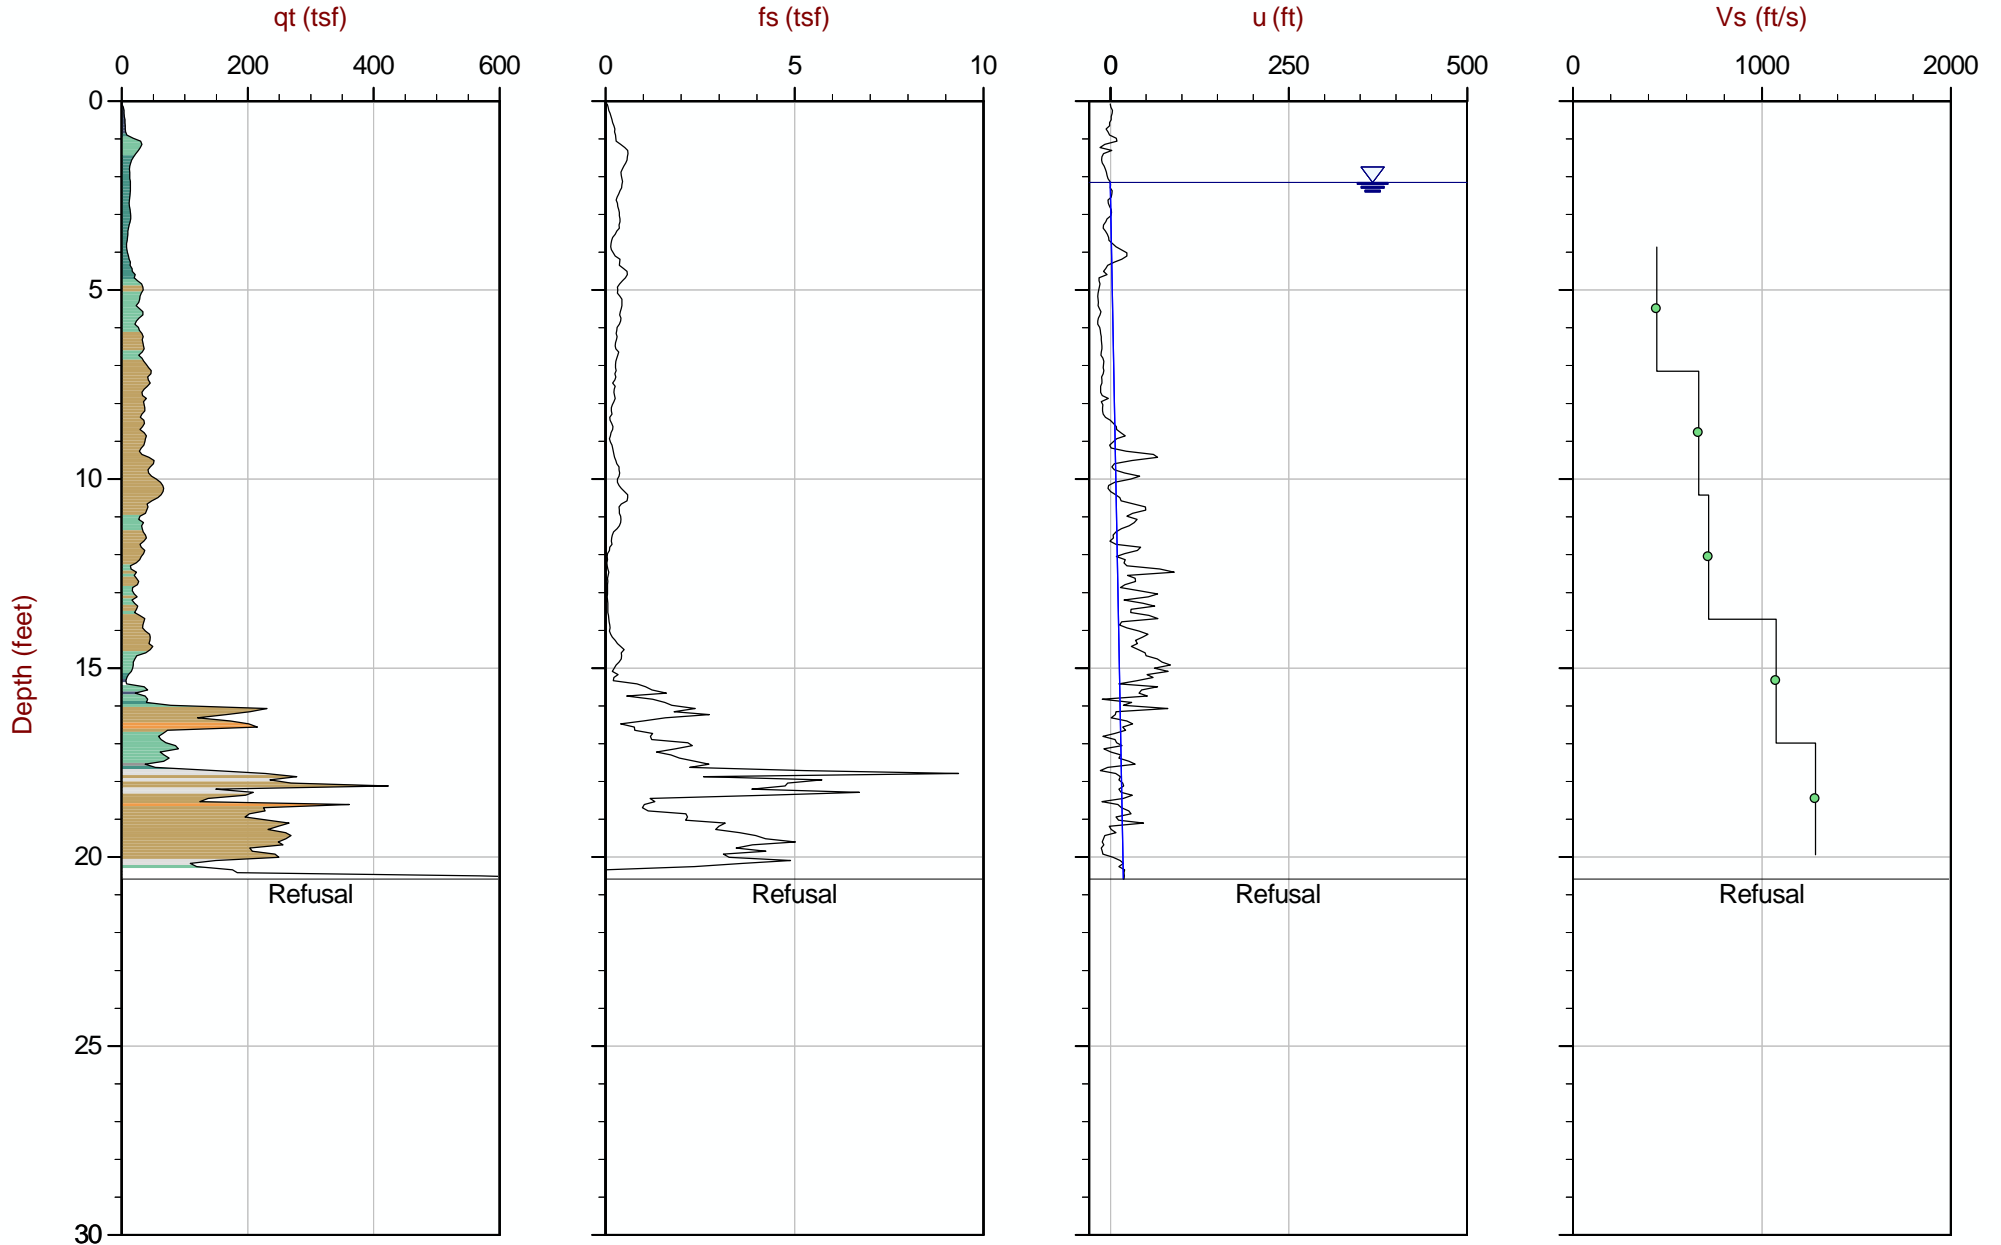 qt (tsf) fs (tsf) u (ft) Vs (ft/s)
0 200 400 600 0 5 10 0 250 500 0 1000 2000
0
5
10
15
20
25
30
Depth (feet)
Refusal Refusal Refusal Refusal